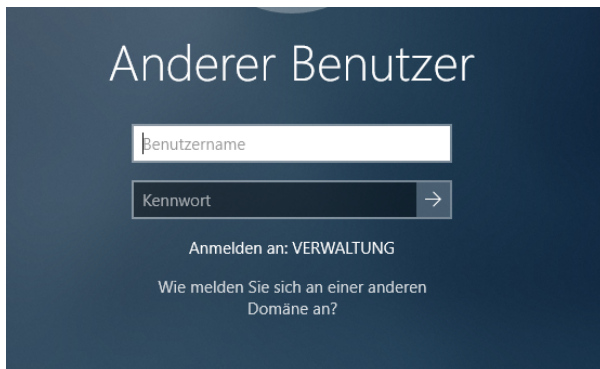 Anderer Benutzer
Benutzername
Kennwort
Anmelden an: VERWALTUNG
Wie melden Sie sich an einer anderen
Domäne an?